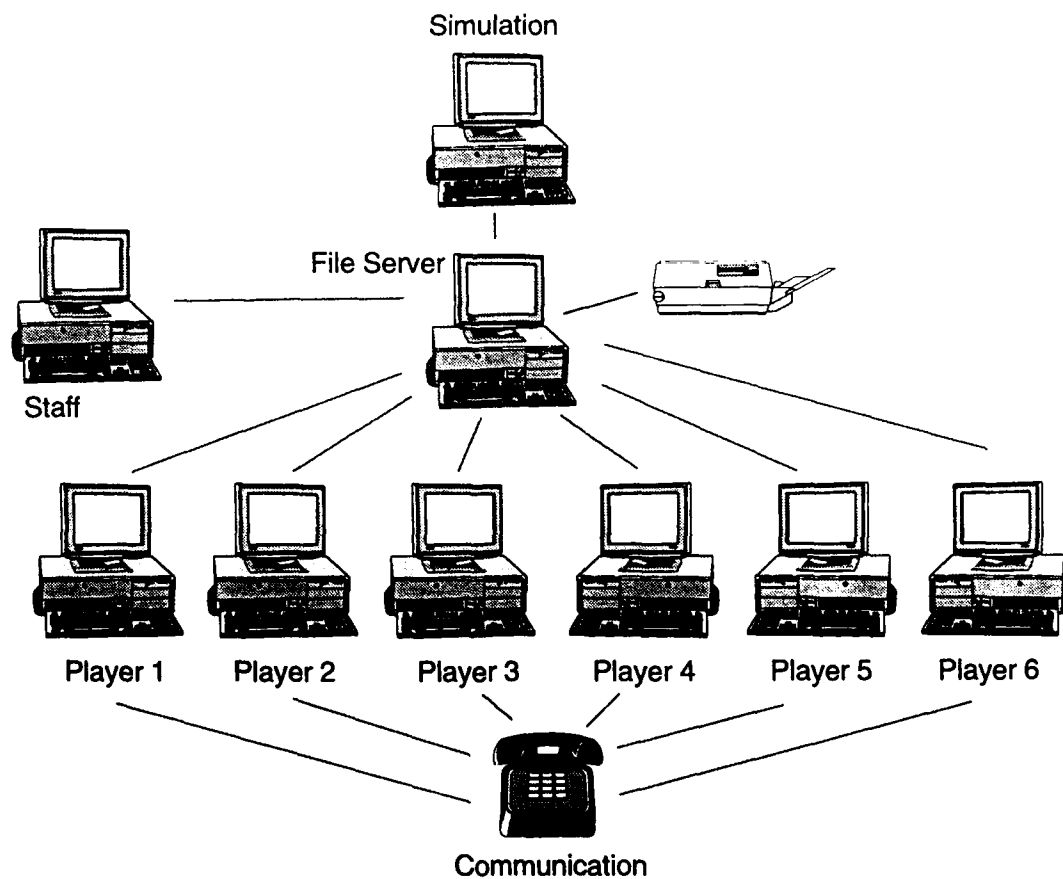 Simulation
File Server
Staff
Player 1
Player 2
Player 3
Player 4
Player 5
Player 6
Communication